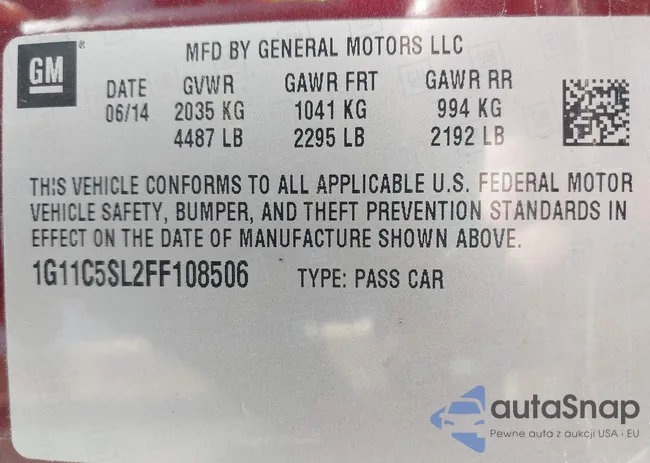 GM
MFD BY GENERAL MOTORS LLC
DATE GVWR GAWR FRT GAWR RR
06/14 2035 KG 1041 KG 994 KG
4487 LB 2295 LB 2192 LB
THIS VEHICLE CONFORMS TO ALL APPLICABLE U.S. FEDERAL MOTOR
VEHICLE SAFETY, BUMPER, AND THEFT PREVENTION STANDARDS IN
EFFECT ON THE DATE OF MANUFACTURE SHOWN ABOVE.
1G11C5SL2FF108506 TYPE: PASS CAR
autaSnap
Pewne auta z aukcji USA i EU